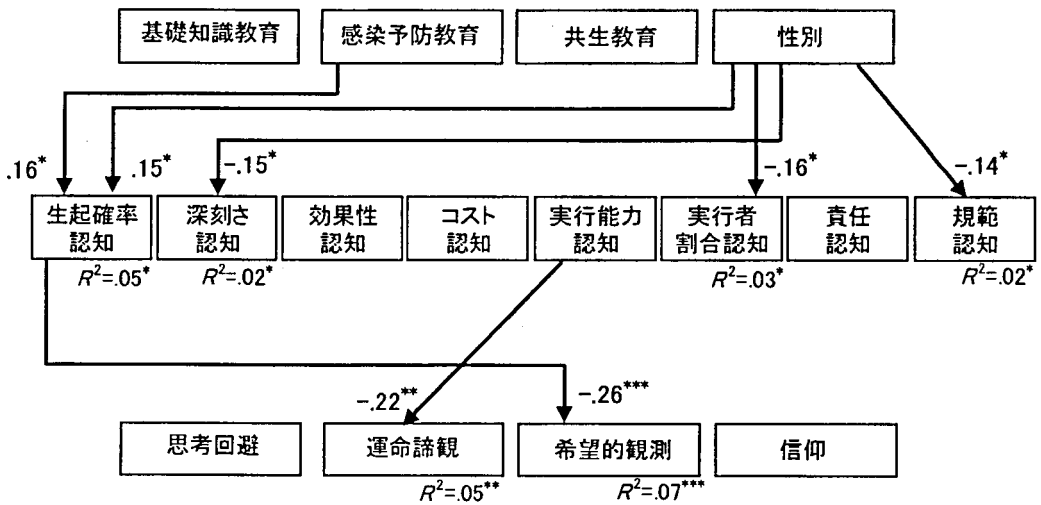 基礎知識教育 感染予防教育 共生教育 性別
.16* .15* -.15* -.16* -.14*
生起確率 深刻さ 効果性 コスト 実行能力 実行者 責任 規範
認知 認知 認知 認知 認知 割合認知 認知 認知
R²=.05* R²=.02* R²=.03* R²=.02*
-.22** -.26***
思考回避 運命諦観 希望的観測 信仰
R²=.05** R²=.07***